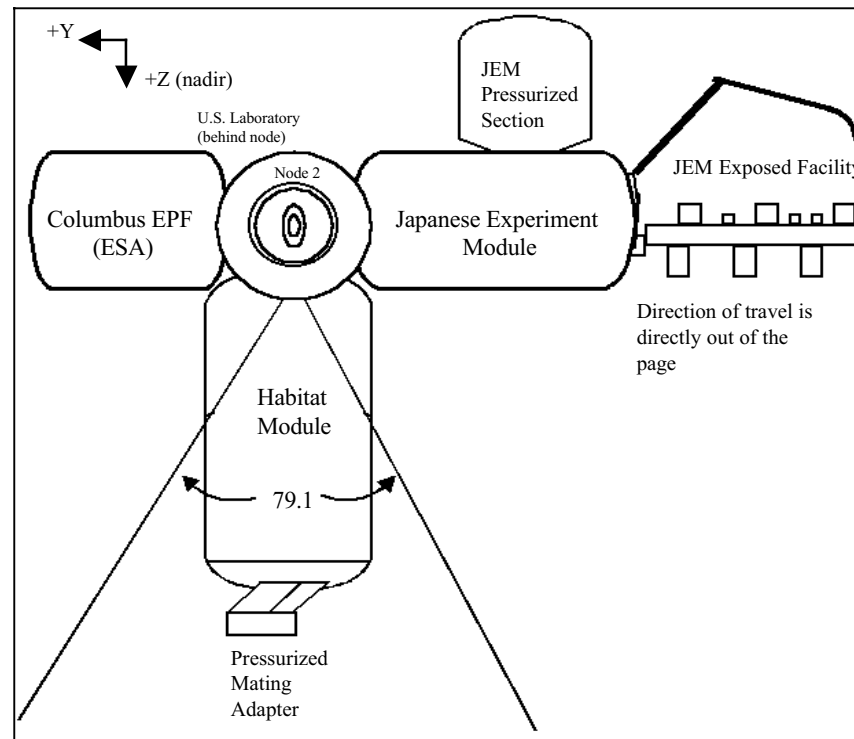 +Y
+Z (nadir)
U.S. Laboratory
(behind node)
JEM
Pressurized
Section
Node 2
JEM Exposed Facility
Columbus EPF
(ESA)
Japanese Experiment
Module
Direction of travel is
directly out of the
page
Habitat
Module
79.1
Pressurized
Mating
Adapter